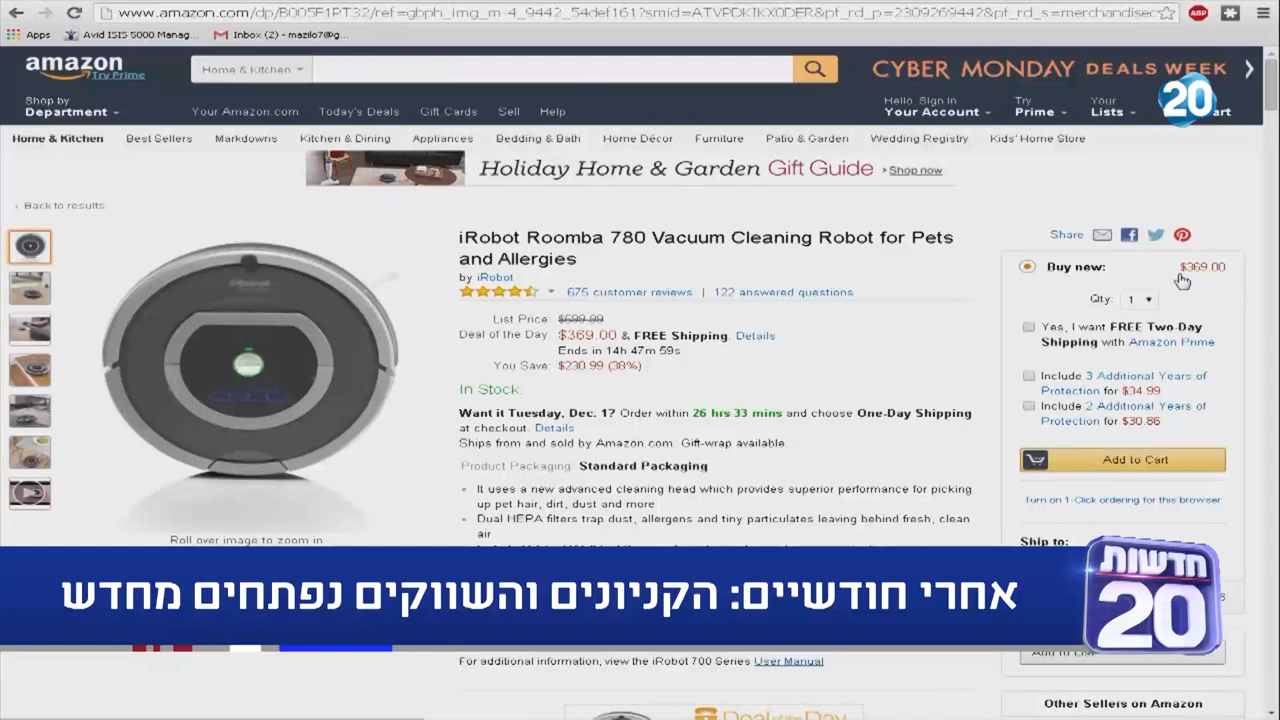 www.amazon.com/dp/B005F1PT32/ref=gbph_img_m-4_9442_54def161?smid=ATVPDKIKX0DER&pf_rd_p=2309269442&pf_rd_s=merchandised
Apps Avid ISIS 5000 Manag... Inbox (2) - mazilo7@g...
amazon Try Prime
Home & Kitchen
CYBER MONDAY DEALS WEEK
20
Shop by
Department
Your Amazon.com Today's Deals Gift Cards Sell Help
Hello. Sign in
Your Account
Try
Prime
Your
Lists
Home & Kitchen Best Sellers Markdowns Kitchen & Dining Appliances Bedding & Bath Home Décor Furniture Patio & Garden Wedding Registry Kids' Home Store
Holiday Home & Garden Gift Guide Shop now
Back to results
iRobot Roomba 780 Vacuum Cleaning Robot for Pets
and Allergies
by iRobot
675 customer reviews | 122 answered questions
List Price: $599.99
Deal of the Day: $369.00 & FREE Shipping. Details
Ends in 14h 47m 59s
You Save: $230.99 (38%)
In Stock.
Want it Tuesday, Dec. 1? Order within 26 hrs 33 mins and choose One-Day Shipping
at checkout. Details
Ships from and sold by Amazon.com. Gift-wrap available.
Product Packaging: Standard Packaging
It uses a new advanced cleaning head which provides superior performance for picking
up pet hair, dirt, dust and more
Dual HEPA filters trap dust, allergens and tiny particulates leaving behind fresh, clean
air
Roll over image to zoom in
Share
Buy new: $369.00
Qty: 1
Yes, I want FREE Two-Day
Shipping with Amazon Prime
Include 3 Additional Years of
Protection for $34.99
Include 2 Additional Years of
Protection for $30.86
Add to Cart
Turn on 1-Click ordering for this browser
Ship to:
אחרי חודשיים: הקניונים והשווקים נפתחים מחדש
חדשות
20
For additional information, view the iRobot 700 Series User Manual
Add to List
Other Sellers on Amazon
Deal of the Day